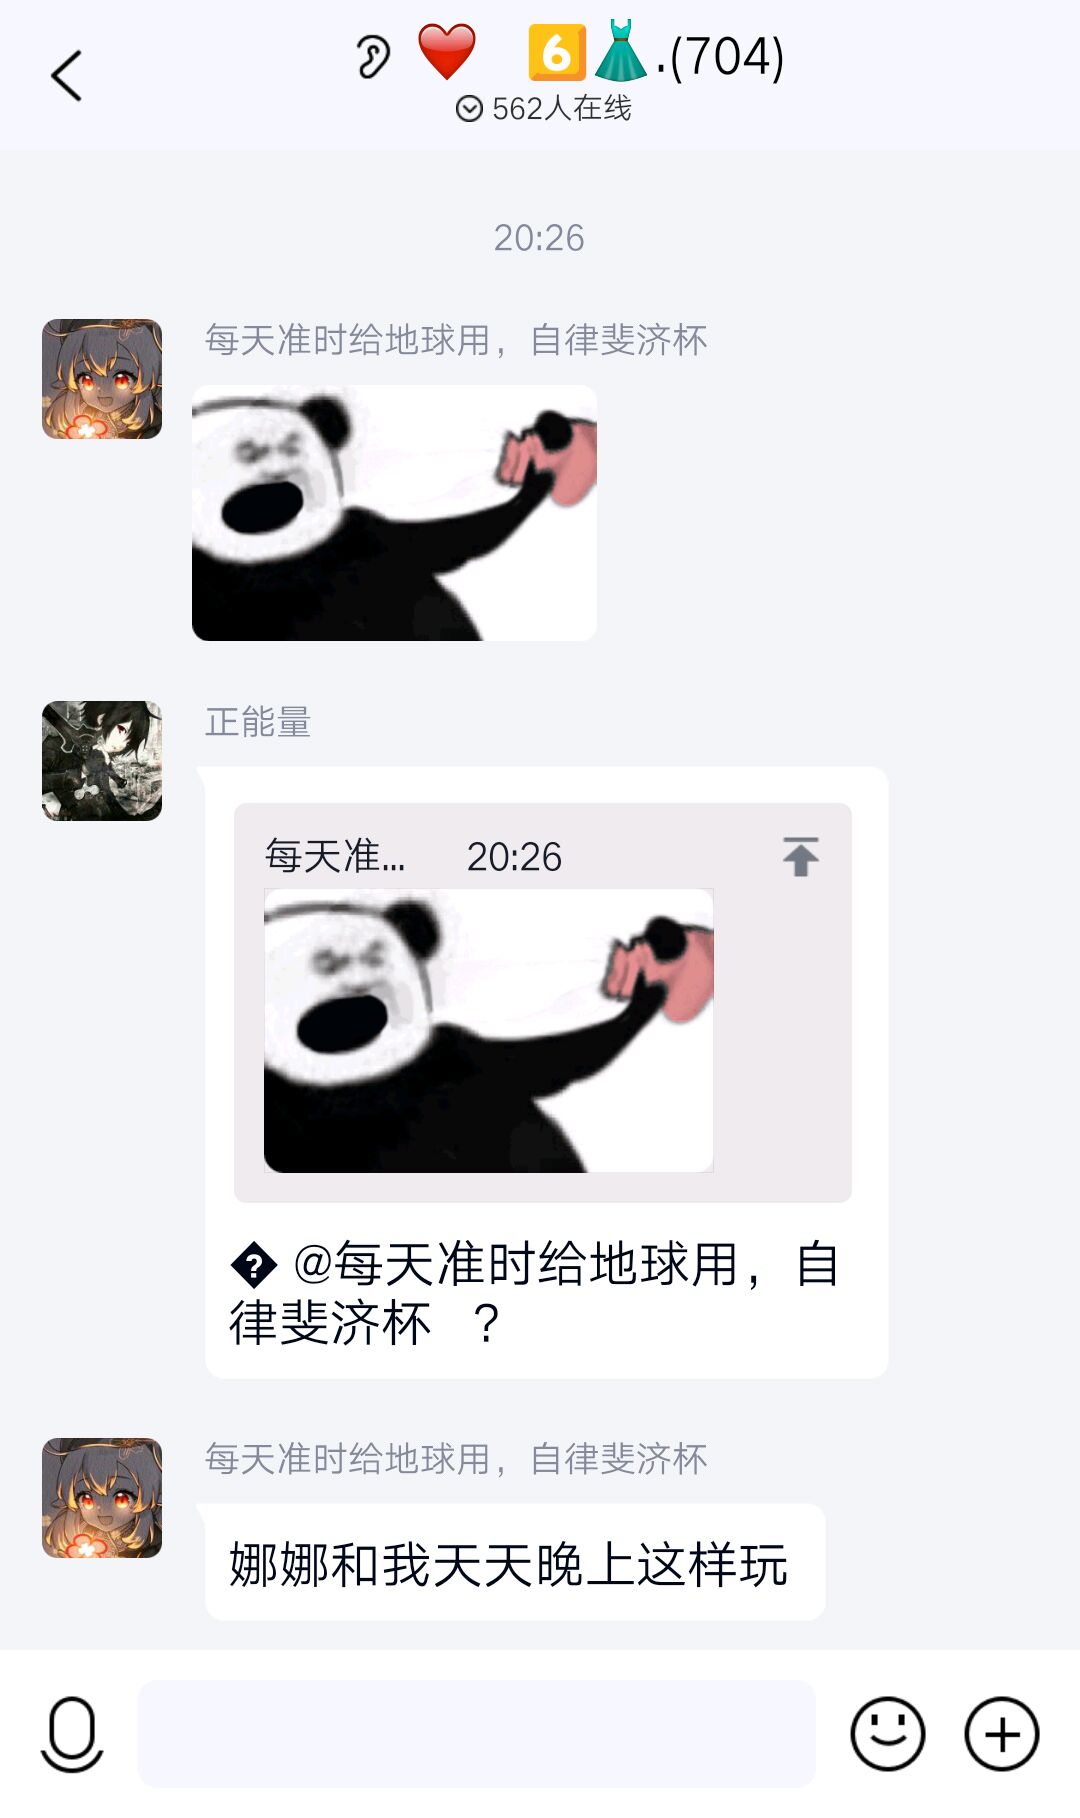 ❤️ 6️⃣👗.(704)
562人在线
20:26
每天准时给地球用，自律斐济杯
正能量
每天准... 20:26
� @每天准时给地球用，自
律斐济杯 ？
每天准时给地球用，自律斐济杯
娜娜和我天天晚上这样玩